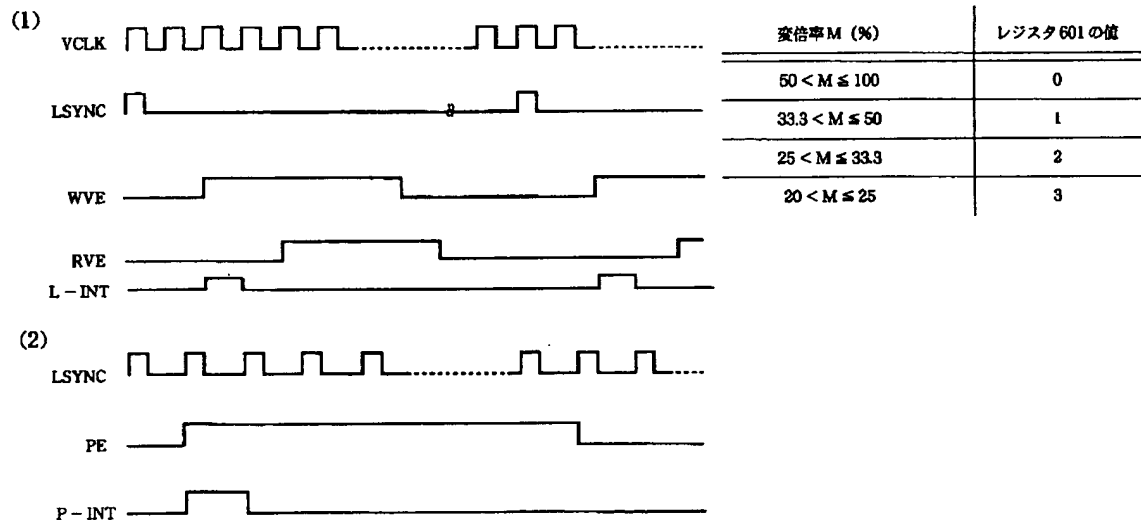 (1)
VCLK
LSYNC
WVE
RVE
L-INT
変倍率M (%) レジスタ601の値
50 < M ≦ 100 0
33.3 < M ≦ 50 1
25 < M ≦ 33.3 2
20 < M ≦ 25 3
(2)
LSYNC
PE
P-INT